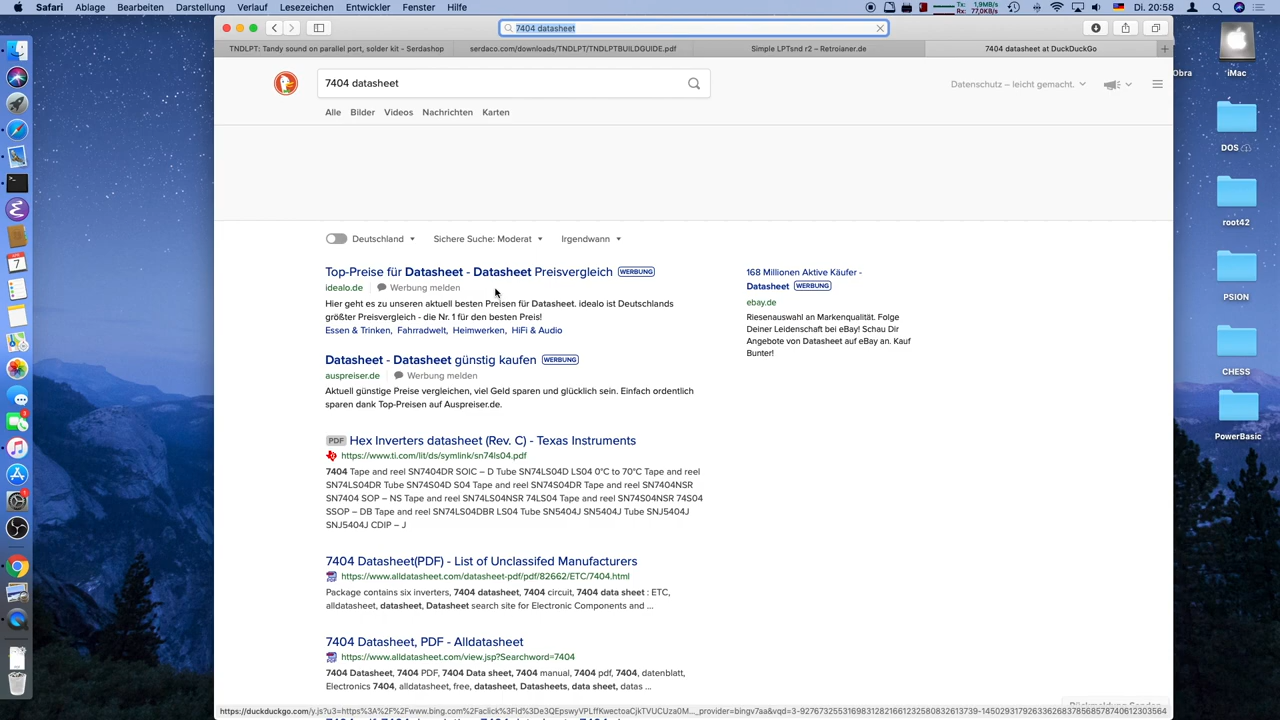 Safari Ablage Bearbeiten Darstellung Verlauf Lesezeichen Entwickler Fenster Hilfe
Tx: 1,9MB/s
Rx: 77,0KB/s
Di. 20:58
7404 datasheet
TNDLPT: Tandy sound on parallel port, solder kit - Serdashop
serdaco.com/downloads/TNDLPT/TNDLPTBUILDGUIDE.pdf
Simple LPTsnd r2 – Retroianer.de
7404 datasheet at DuckDuckGo
7404 datasheet
Datenschutz – leicht gemacht.
Alle Bilder Videos Nachrichten Karten
Deutschland Sichere Suche: Moderat Irgendwann
Top-Preise für Datasheet - Datasheet Preisvergleich WERBUNG
idealo.de Werbung melden
Hier geht es zu unseren aktuell besten Preisen für Datasheet. idealo ist Deutschlands
größter Preisvergleich - die Nr. 1 für den besten Preis!
Essen & Trinken, Fahrradwelt, Heimwerken, HiFi & Audio
Datasheet - Datasheet günstig kaufen WERBUNG
auspreiser.de Werbung melden
Aktuell günstige Preise vergleichen, viel Geld sparen und glücklich sein. Einfach ordentlich
sparen dank Top-Preisen auf Auspreiser.de.
PDF Hex Inverters datasheet (Rev. C) - Texas Instruments
https://www.ti.com/lit/ds/symlink/sn74ls04.pdf
7404 Tape and reel SN7404DR SOIC – D Tube SN74LS04D LS04 0°C to 70°C Tape and reel
SN74LS04DR Tube SN74S04D S04 Tape and reel SN74S04DR Tape and reel SN7404NSR
SN7404 SOP – NS Tape and reel SN74LS04NSR 74LS04 Tape and reel SN74S04NSR 74S04
SSOP – DB Tape and reel SN74LS04DBR LS04 Tube SN5404J SN5404J Tube SNJ5404J
SNJ5404J CDIP – J
7404 Datasheet(PDF) - List of Unclassifed Manufacturers
https://www.alldatasheet.com/datasheet-pdf/pdf/82662/ETC/7404.html
Package contains six inverters, 7404 datasheet, 7404 circuit, 7404 data sheet : ETC,
alldatasheet, datasheet, Datasheet search site for Electronic Components and ...
7404 Datasheet, PDF - Alldatasheet
https://www.alldatasheet.com/view.jsp?Searchword=7404
7404 Datasheet, 7404 PDF, 7404 Data sheet, 7404 manual, 7404 pdf, 7404, datenblatt,
Electronics 7404, alldatasheet, free, datasheet, Datasheets, data sheet, datas ...
168 Millionen Aktive Käufer -
Datasheet WERBUNG
ebay.de
Riesenauswahl an Markenqualität. Folge
Deiner Leidenschaft bei eBay! Schau Dir
Angebote von Datasheet auf eBay an. Kauf
Bunter!
iMac
DOS
root42
PSION
CHESS
PowerBasic